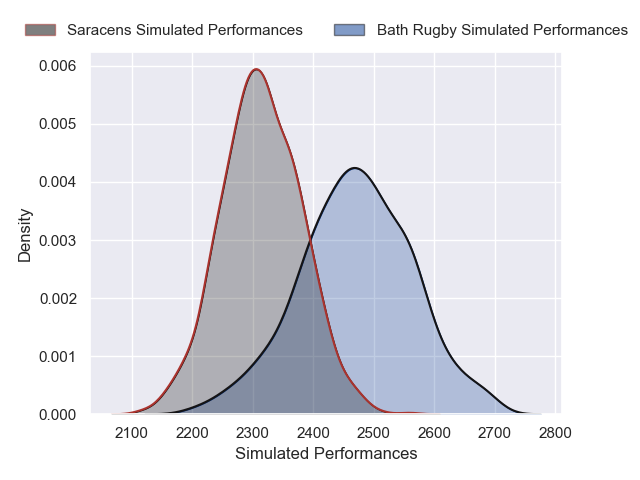 Saracens Simulated Performances Bath Rugby Simulated Performances
0.006
0.005
0.004
0.003
0.002
0.001
0.000
Density
2100 2200 2300 2400 2500 2600 2700 2800
Simulated Performances